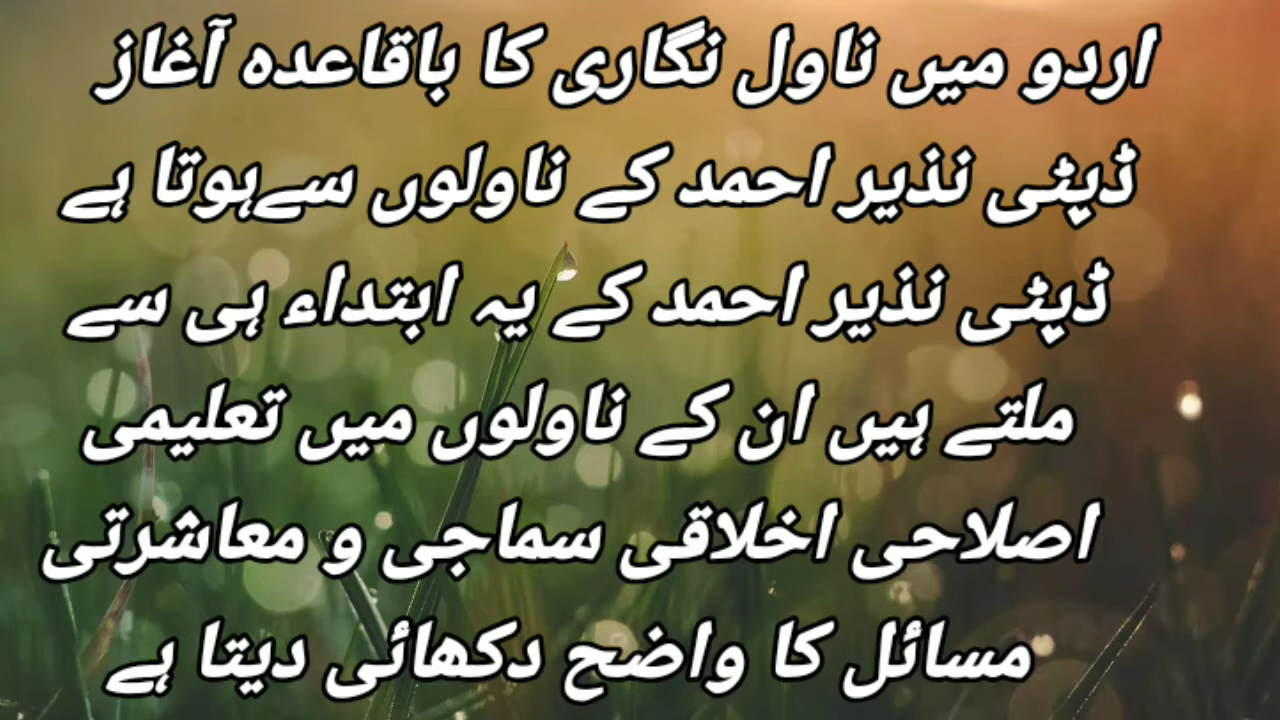 اردو میں ناول نگاری کا باقاعدہ آغاز
ڈپٹی نذیر احمد کے ناولوں سےہوتا ہے
ڈپٹی نذیر احمد کے یہ ابتداء ہی سے
ملتے ہیں ان کے ناولوں میں تعلیمی
اصلاحی اخلاقی سماجی و معاشرتی
مسائل کا واضح دکھائی دیتا ہے